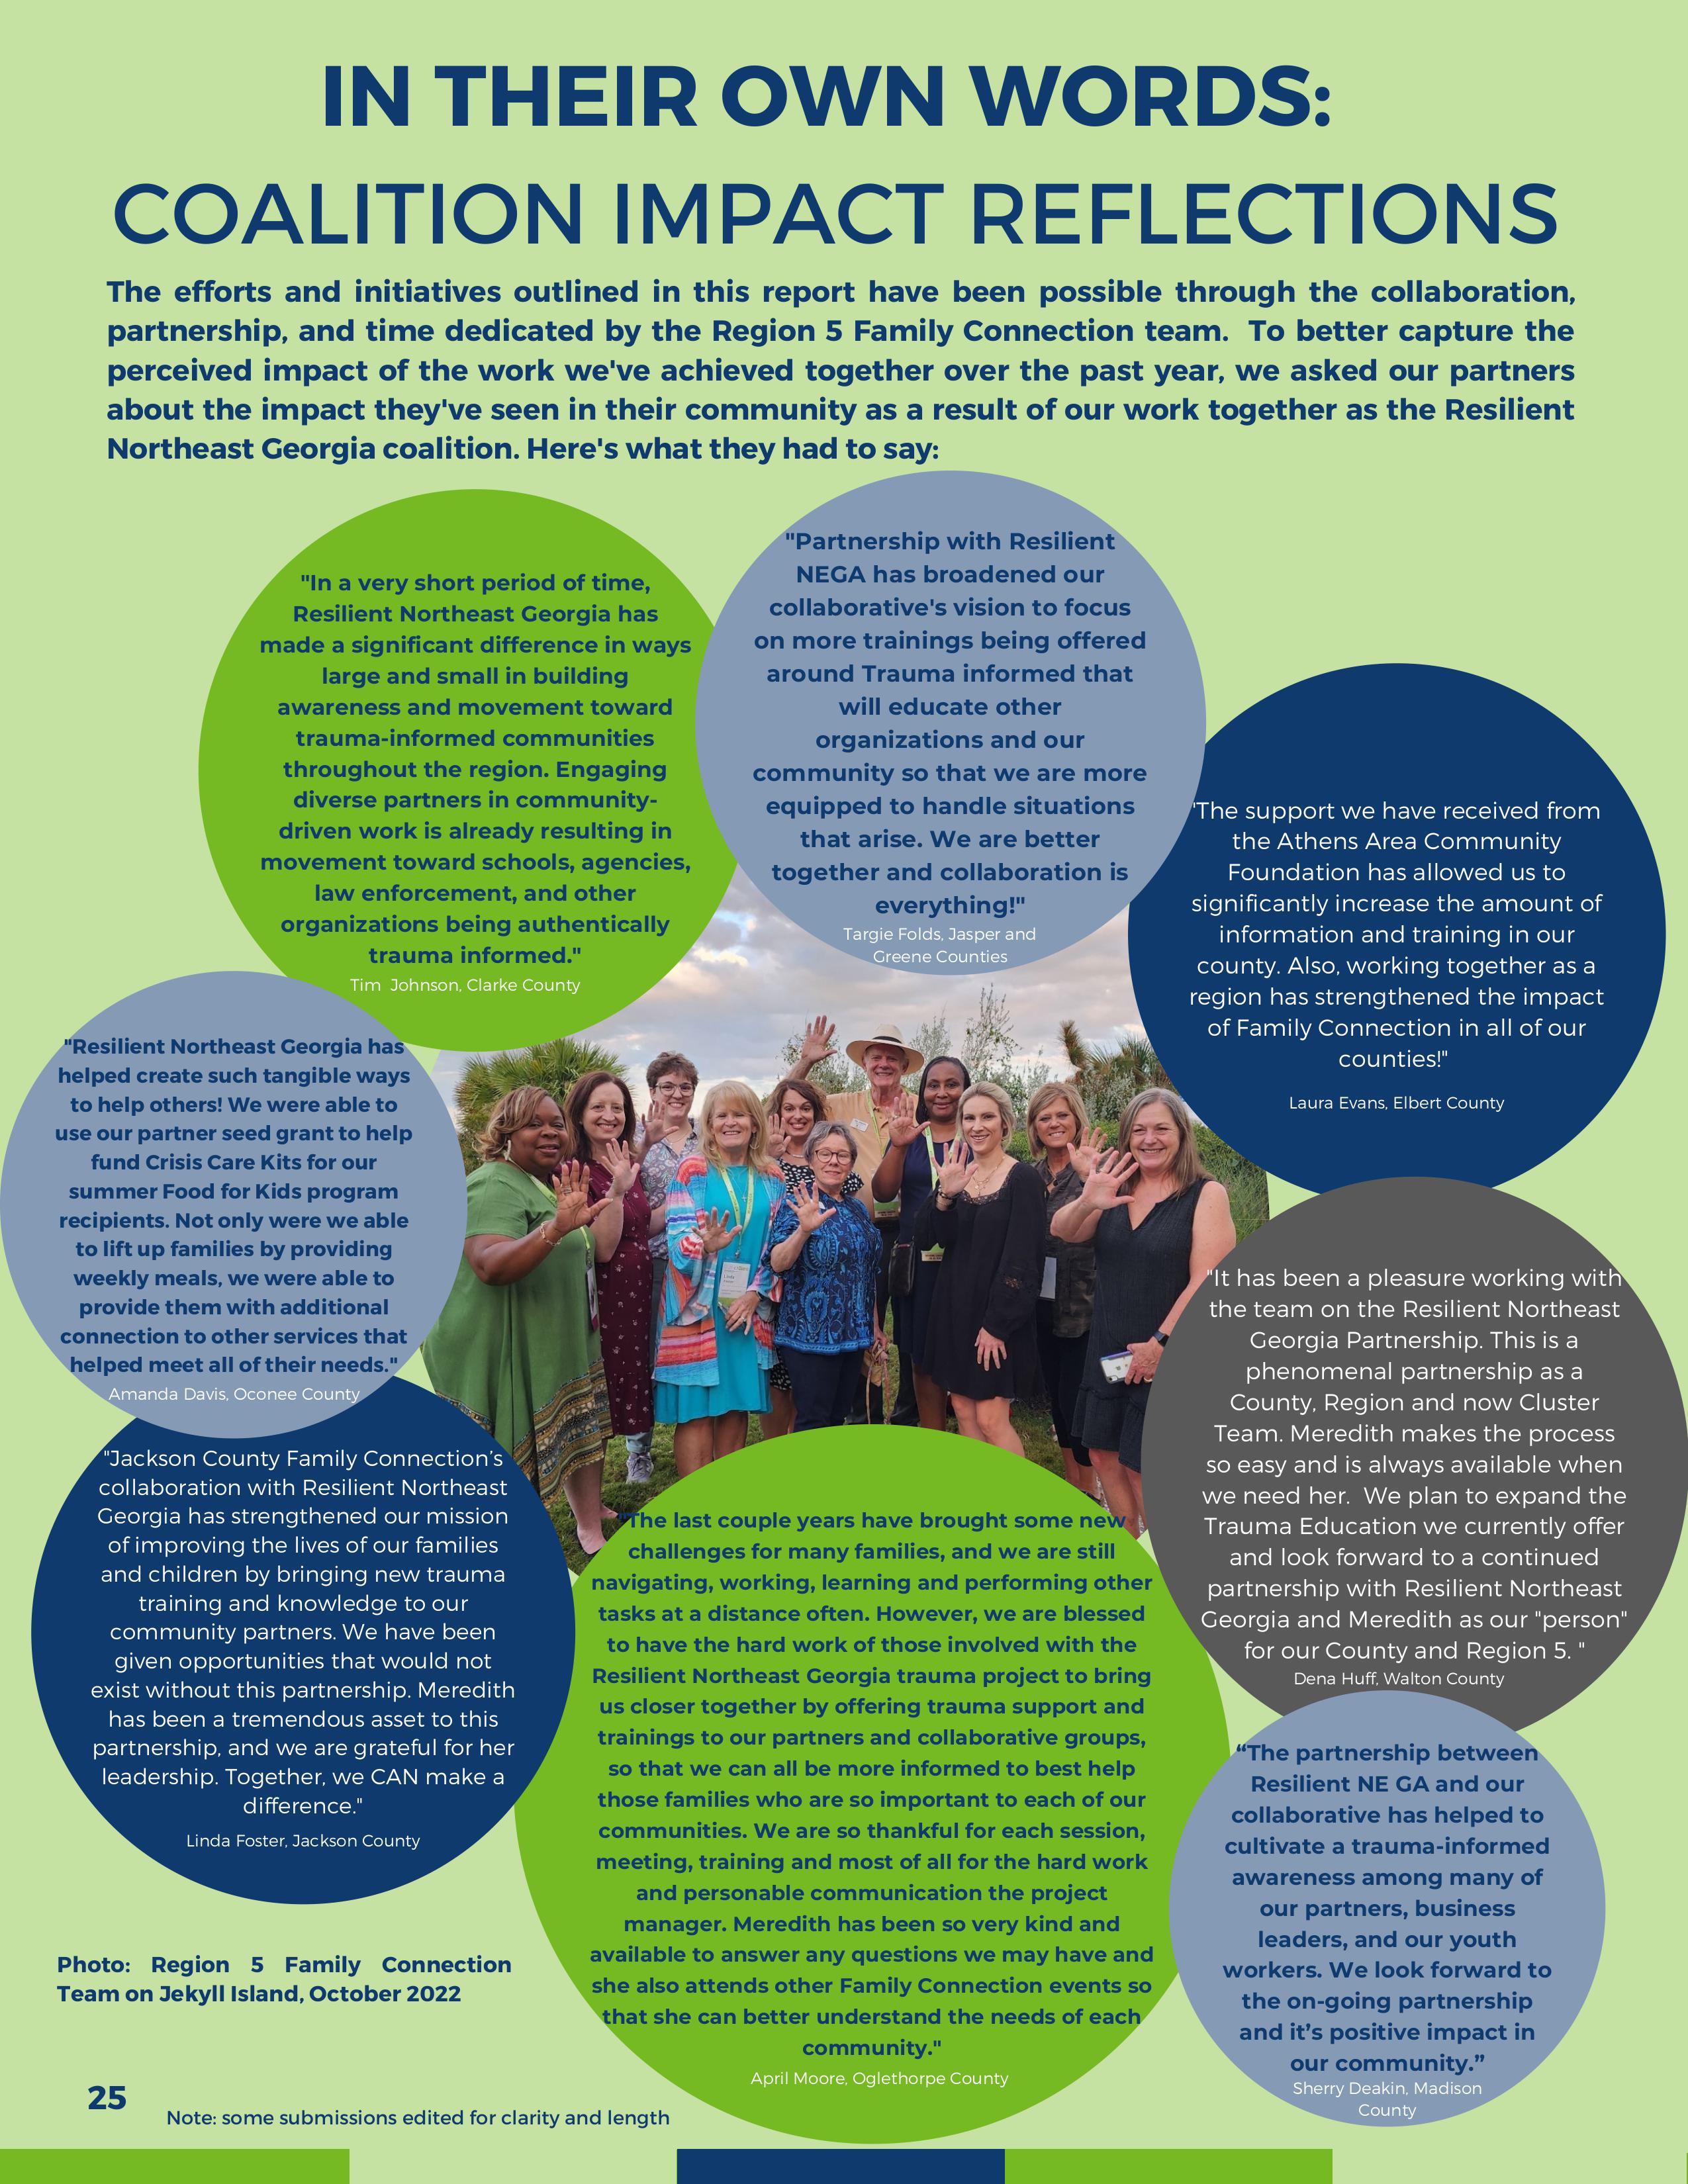 IN THEIR OWN WORDS:
COALITION IMPACT REFLECTIONS
The efforts and initiatives outlined in this report have been possible through the collaboration,
partnership, and time dedicated by the Region 5 Family Connection team. To better capture the
perceived impact of the work we've achieved together over the past year, we asked our partners
about the impact they've seen in their community as a result of our work together as the Resilient
Northeast Georgia coalition. Here's what they had to say:
"In a very short period of time,
Resilient Northeast Georgia has
made a significant difference in ways
large and small in building
awareness and movement toward
trauma-informed communities
throughout the region. Engaging
diverse partners in community-
driven work is already resulting in
movement toward schools, agencies,
law enforcement, and other
organizations being authentically
trauma informed."
Tim Johnson, Clarke County
"Partnership with Resilient
NEGA has broadened our
collaborative's vision to focus
on more trainings being offered
around Trauma informed that
will educate other
organizations and our
community so that we are more
equipped to handle situations
that arise. We are better
together and collaboration is
everything!"
Targie Folds, Jasper and
Greene Counties
"The support we have received from
the Athens Area Community
Foundation has allowed us to
significantly increase the amount of
information and training in our
county. Also, working together as a
region has strengthened the impact
of Family Connection in all of our
counties!"
Laura Evans, Elbert County
"Resilient Northeast Georgia has
helped create such tangible ways
to help others! We were able to
use our partner seed grant to help
fund Crisis Care Kits for our
summer Food for Kids program
recipients. Not only were we able
to lift up families by providing
weekly meals, we were able to
provide them with additional
connection to other services that
helped meet all of their needs."
Amanda Davis, Oconee County
"It has been a pleasure working with
the team on the Resilient Northeast
Georgia Partnership. This is a
phenomenal partnership as a
County, Region and now Cluster
Team. Meredith makes the process
so easy and is always available when
we need her. We plan to expand the
Trauma Education we currently offer
and look forward to a continued
partnership with Resilient Northeast
Georgia and Meredith as our "person"
for our County and Region 5. "
Dena Huff, Walton County
"Jackson County Family Connection’s
collaboration with Resilient Northeast
Georgia has strengthened our mission
of improving the lives of our families
and children by bringing new trauma
training and knowledge to our
community partners. We have been
given opportunities that would not
exist without this partnership. Meredith
has been a tremendous asset to this
partnership, and we are grateful for her
leadership. Together, we CAN make a
difference."
Linda Foster, Jackson County
"The last couple years have brought some new
challenges for many families, and we are still
navigating, working, learning and performing other
tasks at a distance often. However, we are blessed
to have the hard work of those involved with the
Resilient Northeast Georgia trauma project to bring
us closer together by offering trauma support and
trainings to our partners and collaborative groups,
so that we can all be more informed to best help
those families who are so important to each of our
communities. We are so thankful for each session,
meeting, training and most of all for the hard work
and personable communication the project
manager. Meredith has been so very kind and
available to answer any questions we may have and
she also attends other Family Connection events so
that she can better understand the needs of each
community."
April Moore, Oglethorpe County
“The partnership between
Resilient NE GA and our
collaborative has helped to
cultivate a trauma-informed
awareness among many of
our partners, business
leaders, and our youth
workers. We look forward to
the on-going partnership
and it’s positive impact in
our community.”
Sherry Deakin, Madison
County
Photo: Region 5 Family Connection
Team on Jekyll Island, October 2022
25
Note: some submissions edited for clarity and length